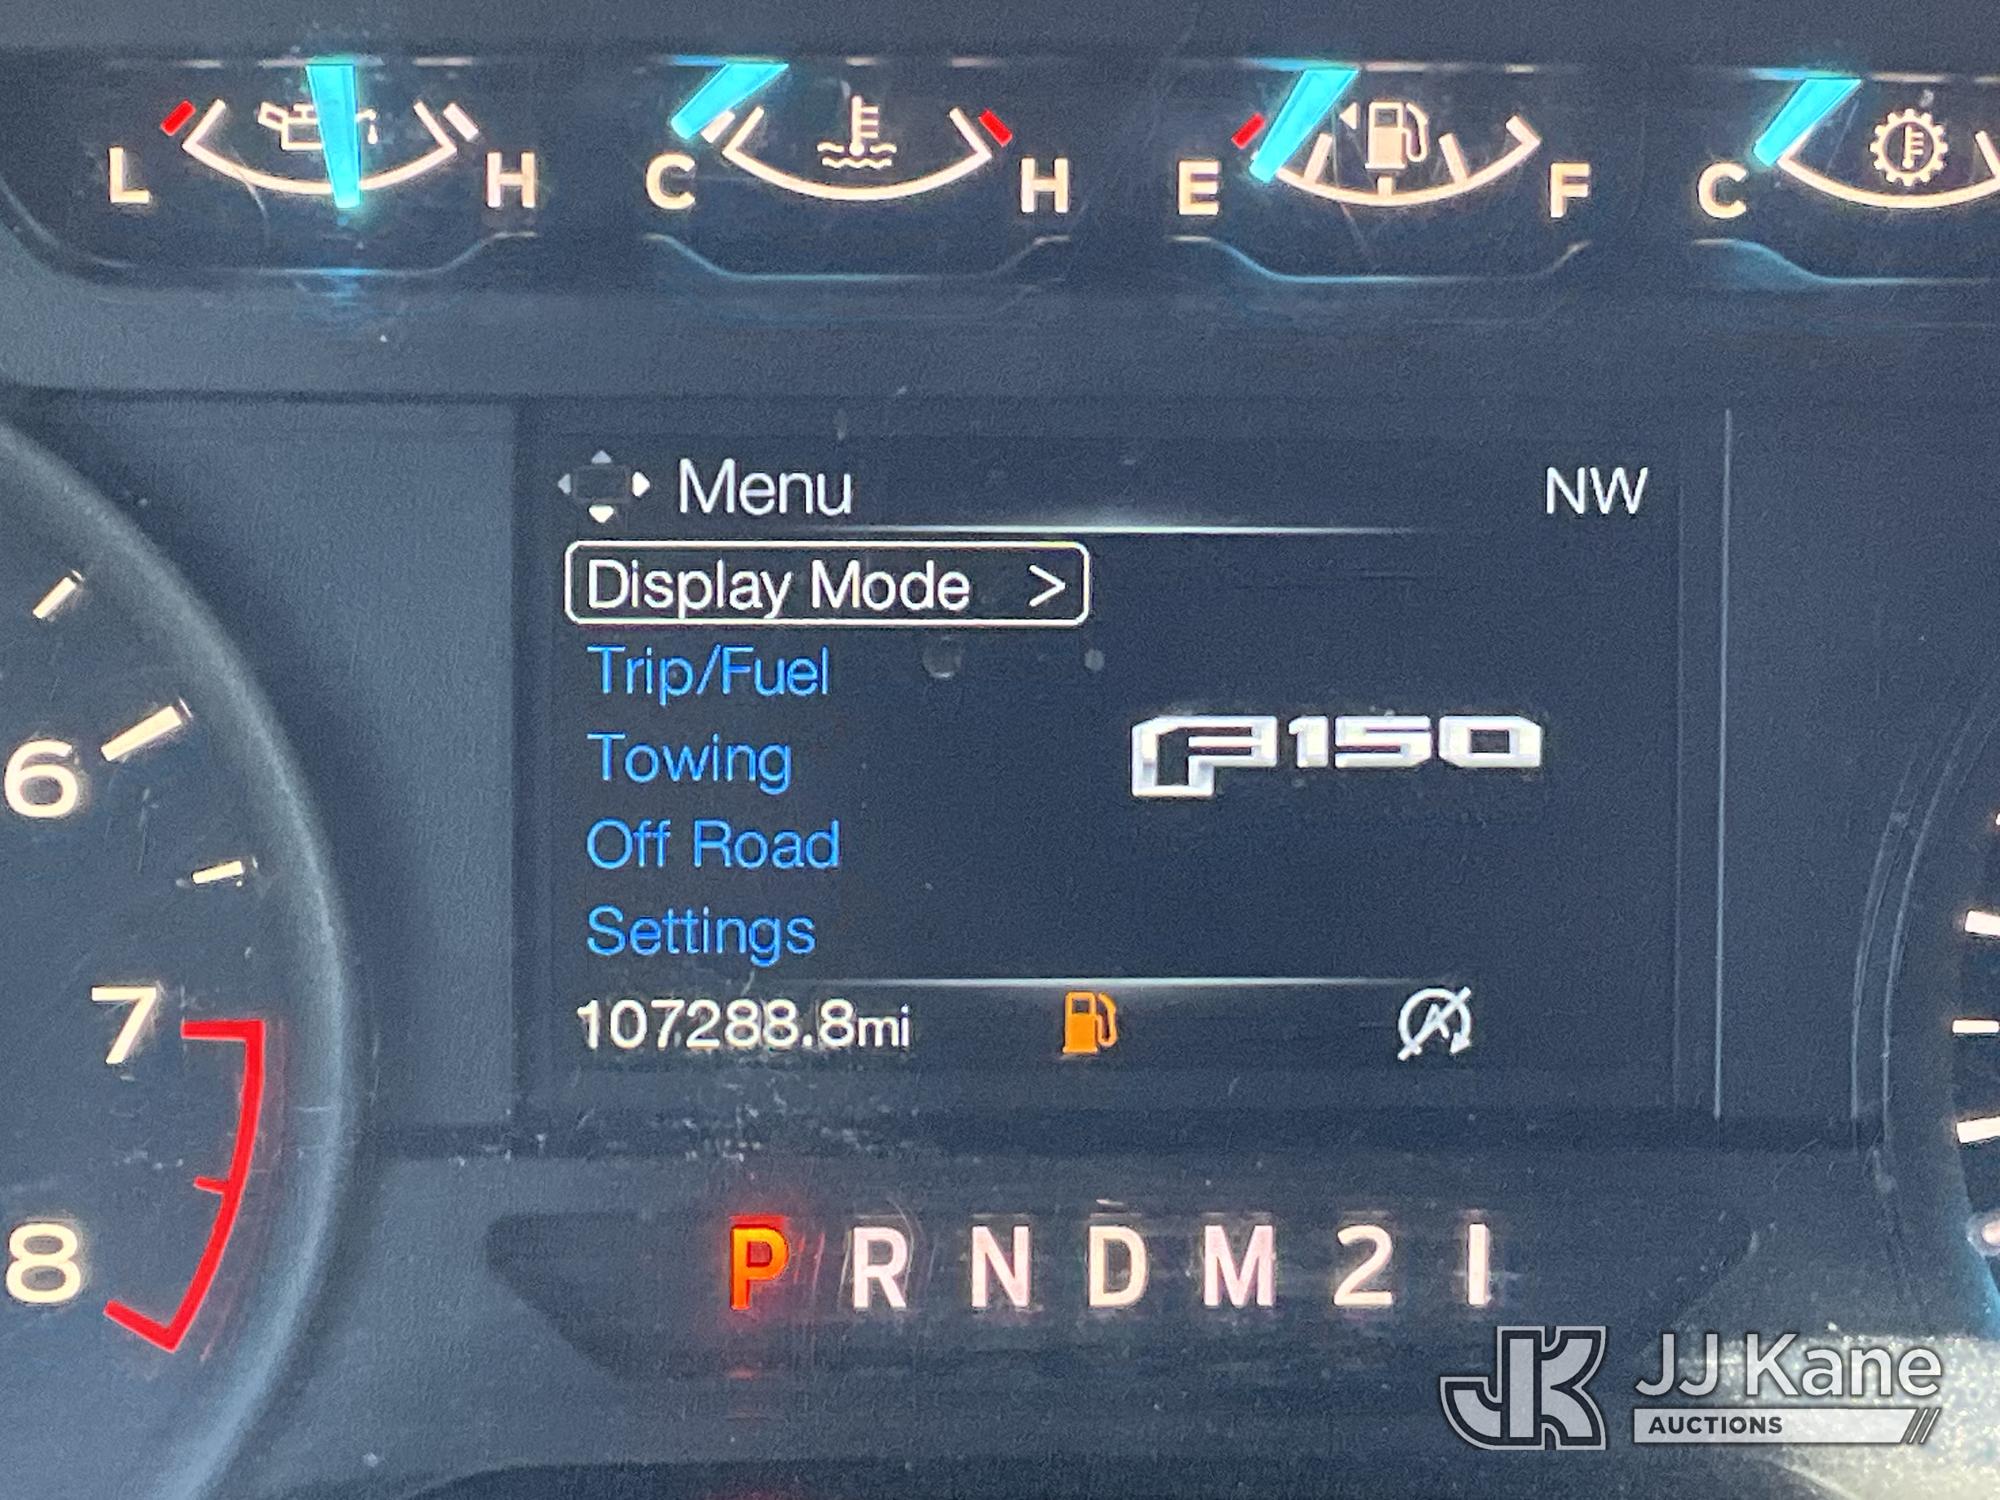 L H C H E F C
Menu NW
Display Mode >
Trip/Fuel
Towing
F150
Off Road
Settings
107288.8mi
6
7
8
P R N D M 2 1
JK JJ Kane
AUCTIONS